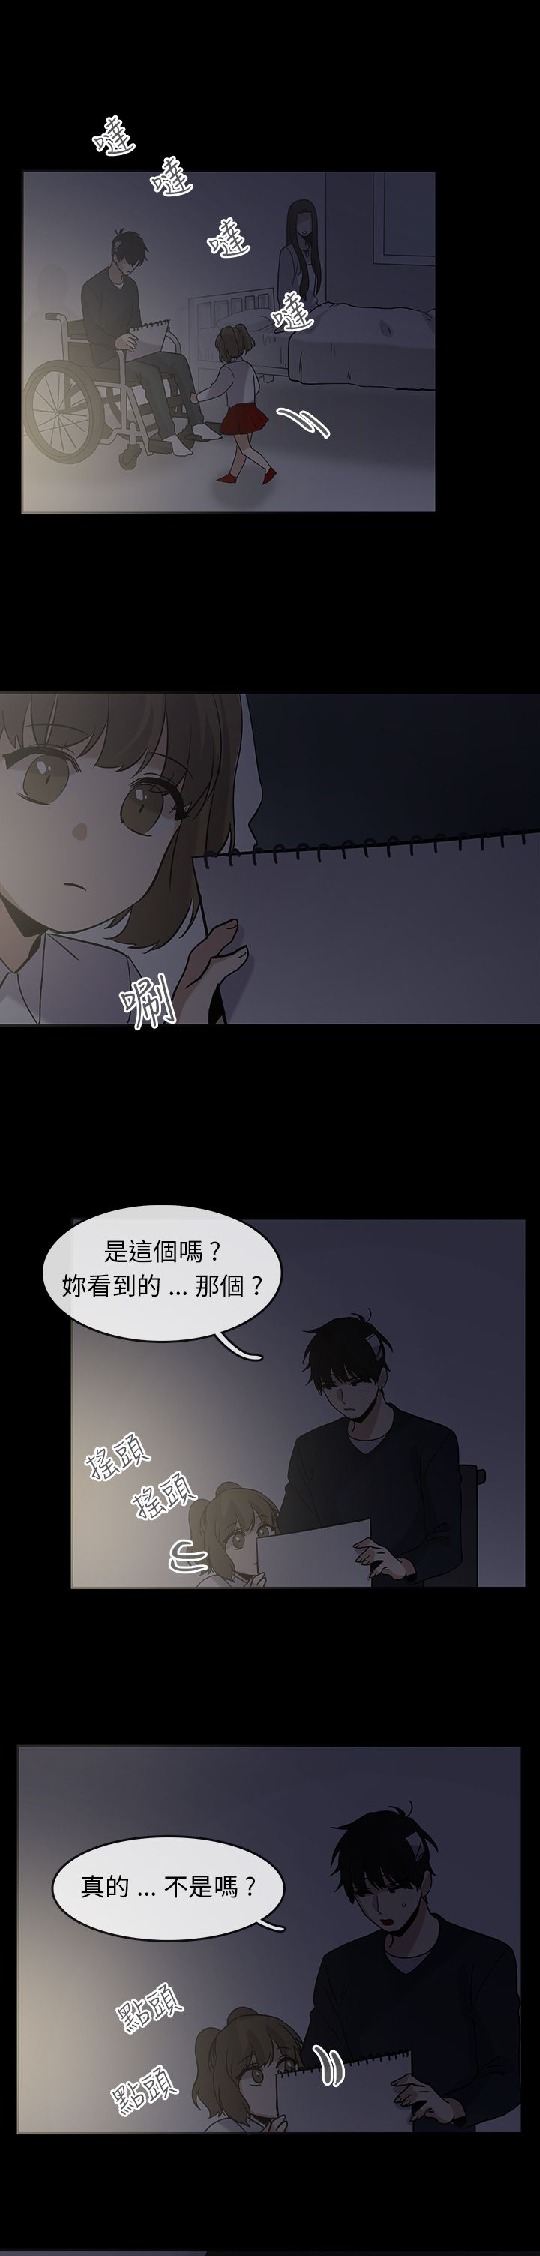 噠
噠
噠
噠
唰
是這個嗎？
妳看到的 ... 那個？
搖頭
搖頭
真的 ... 不是嗎？
點頭
點頭